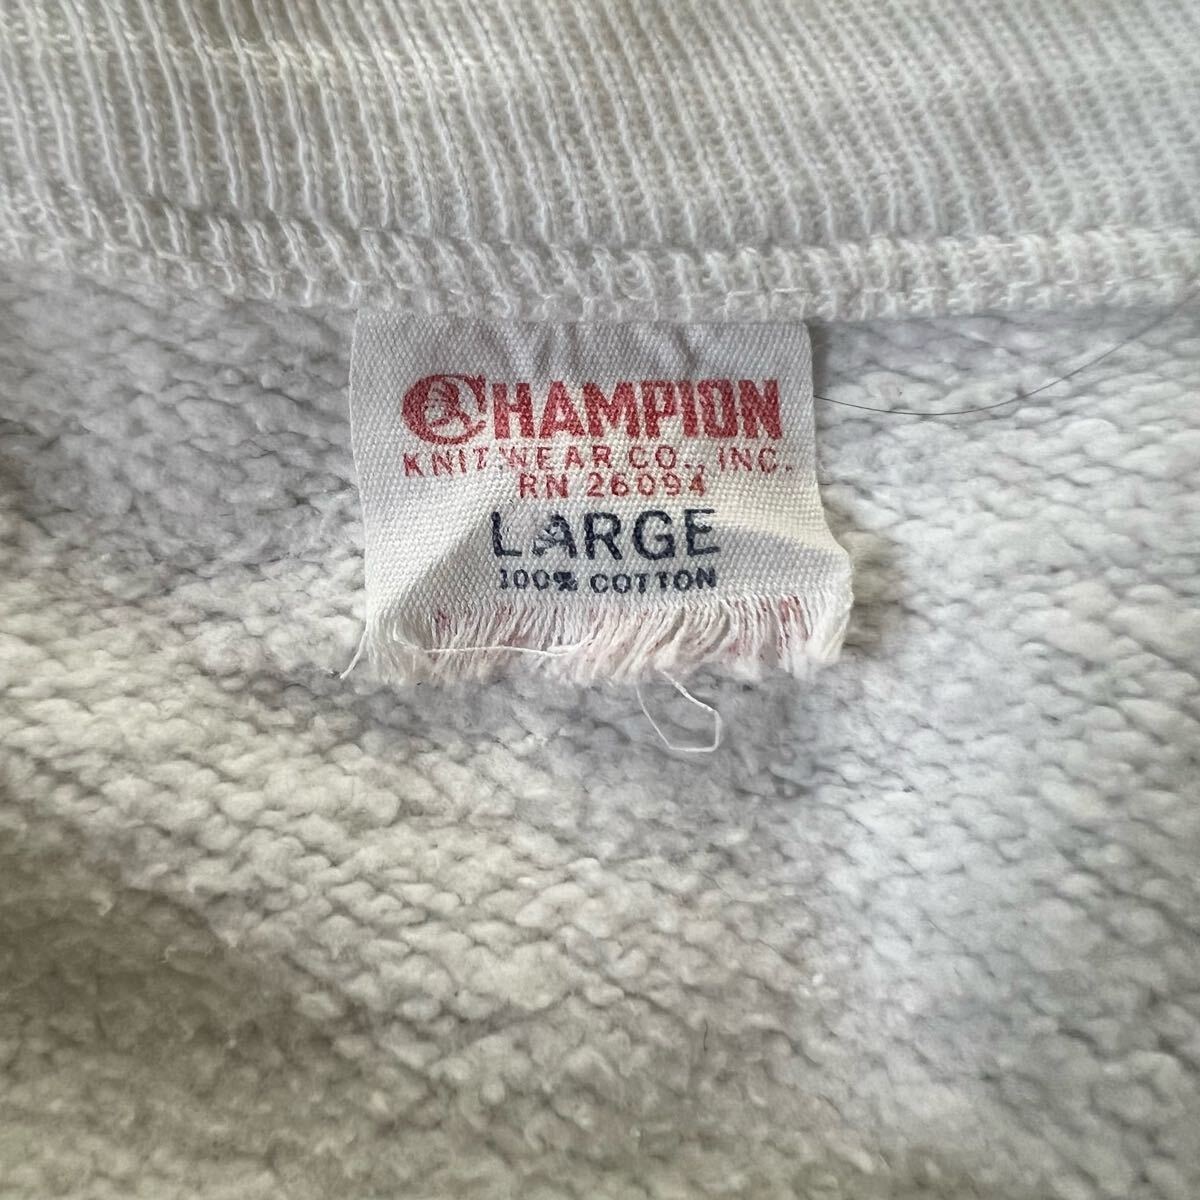 CHAMPION
KNITWEAR CO., INC.
RN 26094
LARGE
100% COTTON